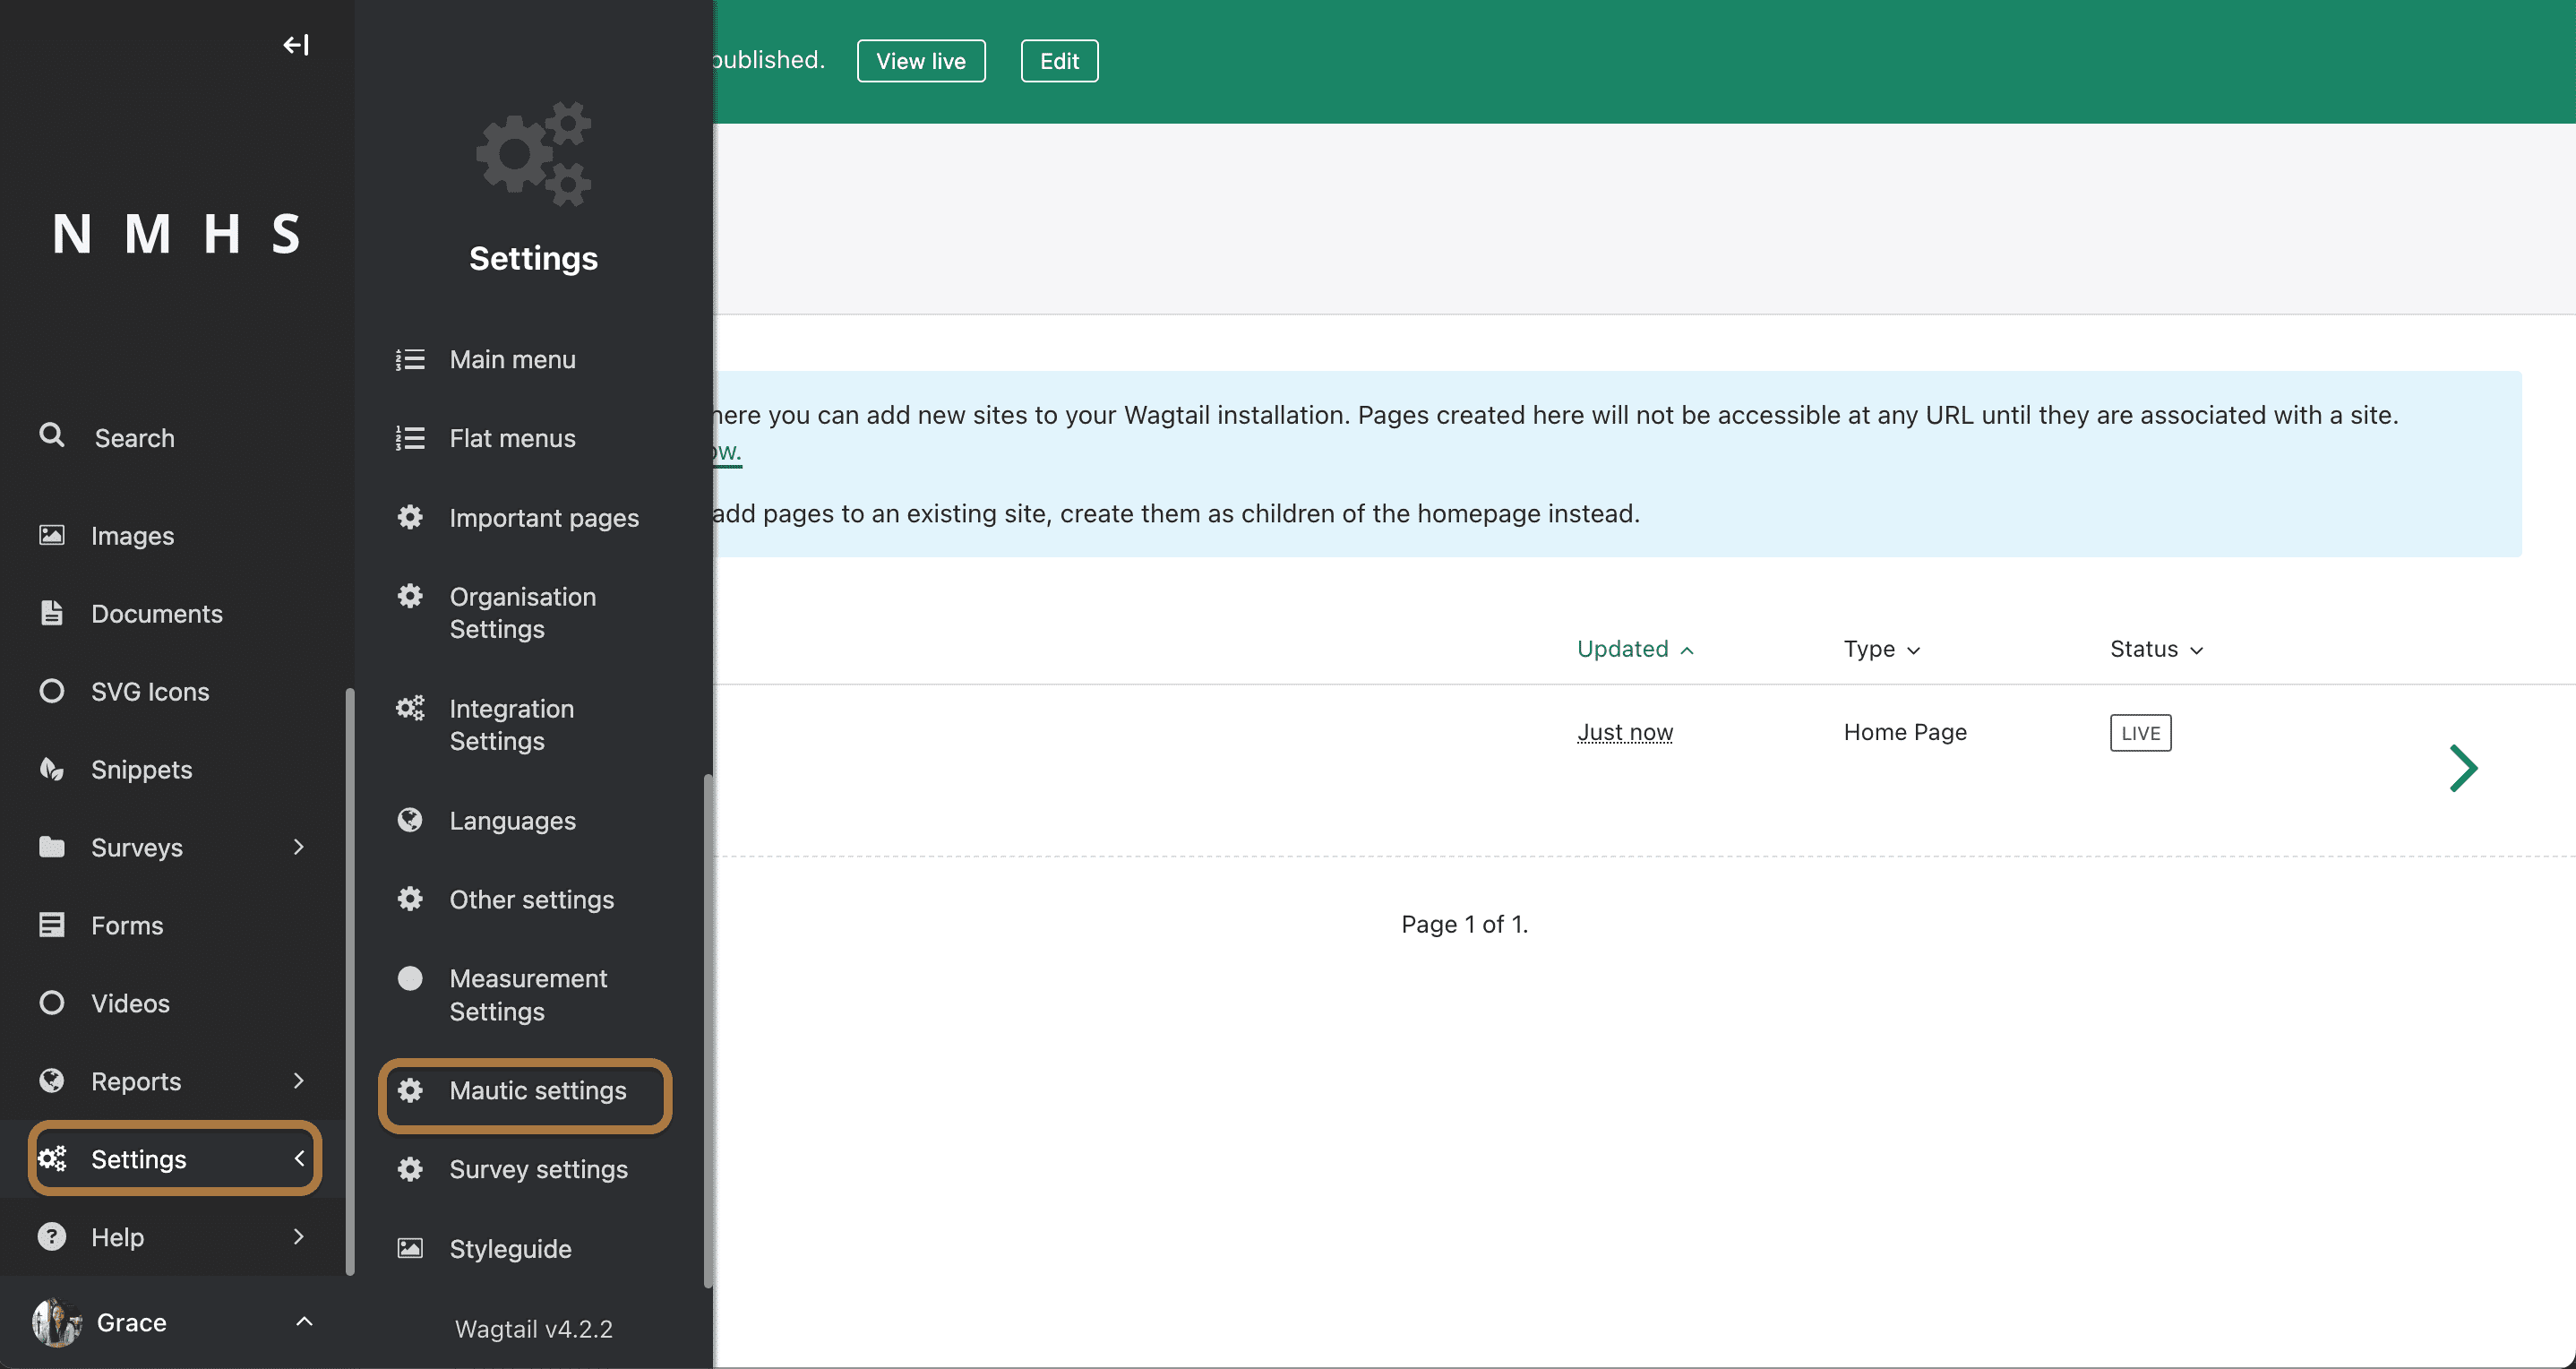 N M H S
Search
Images
Documents
SVG Icons
Snippets
Surveys
Forms
Videos
Reports
Settings
Help
Grace
Settings
Main menu
Flat menus
Important pages
Organisation
Settings
Integration
Settings
Languages
Other settings
Measurement
Settings
Mautic settings
Survey settings
Styleguide
Wagtail v4.2.2
published. View live Edit
here you can add new sites to your Wagtail installation. Pages created here will not be accessible at any URL until they are associated with a site.
ow.
add pages to an existing site, create them as children of the homepage instead.
Updated Type Status
Just now Home Page LIVE
Page 1 of 1.